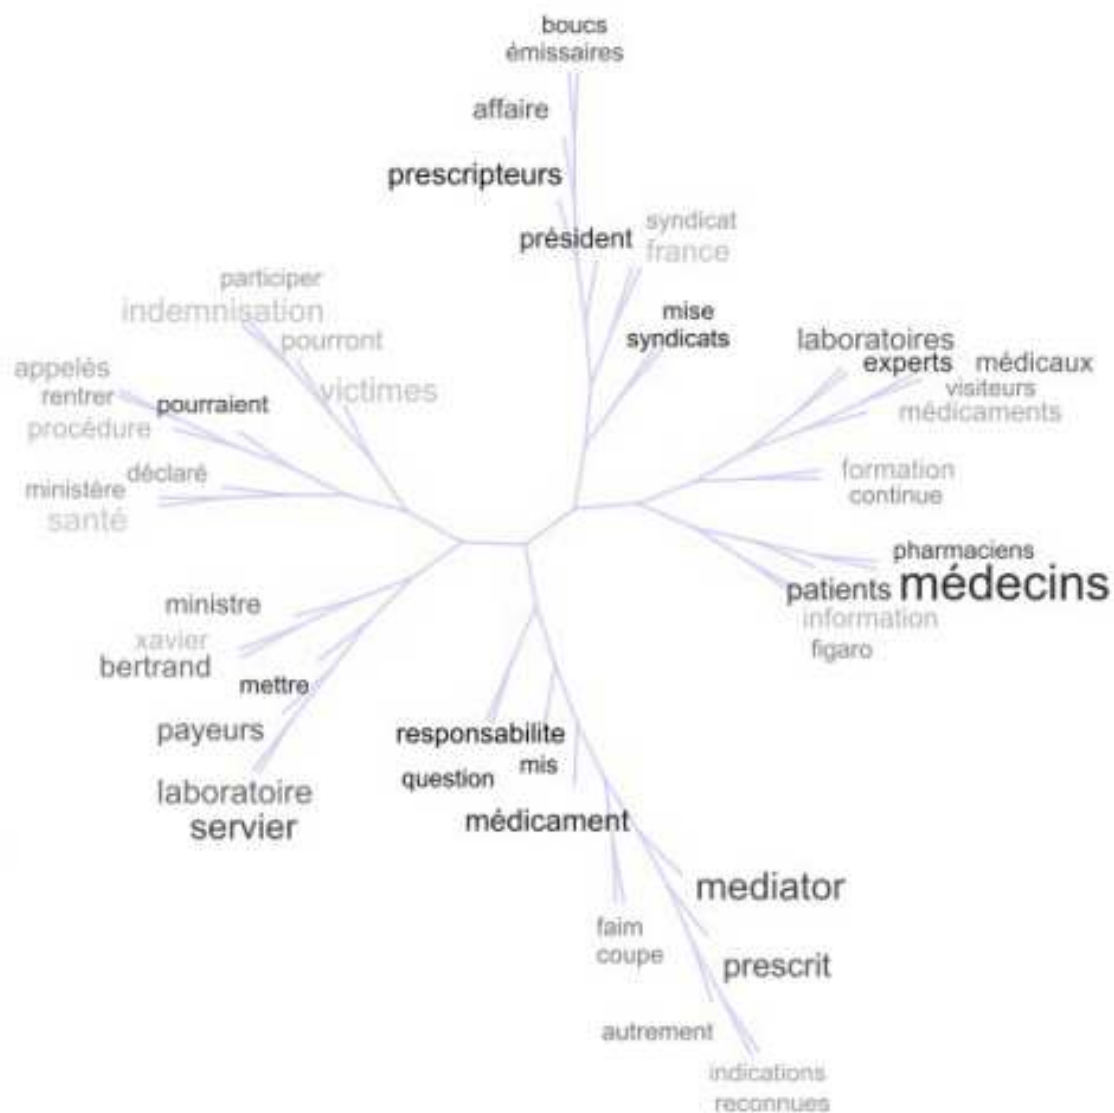 boucs
émissaires
affaire
prescripteurs
président
syndicat
france
participer
indemnisation
pourront
mise
syndicats
laboratoires
experts médicaux
visiteurs
médicaments
appelés
rentrer
pourraient
victimes
procédure
déclaré
ministère
santé
formation
continue
pharmaciens
patients médecins
information
figaro
ministre
xavier
bertrand
mettre
payeurs
responsabilite
question
mis
laboratoire
servier
médicament
mediator
faim
coupe
prescrit
autrement
indications
reconnues